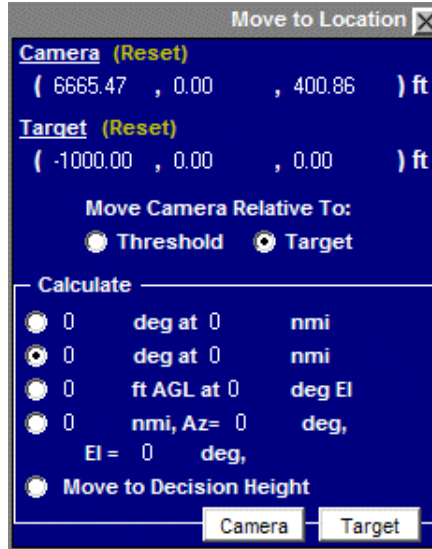 Move to Location X
Camera (Reset)
( 6665.47 , 0.00 , 400.86 ) ft
Target (Reset)
( -1000.00 , 0.00 , 0.00 ) ft
Move Camera Relative To:
Threshold Target
Calculate
0 deg at 0 nmi
0 deg at 0 nmi
0 ft AGL at 0 deg El
0 nmi, Az= 0 deg,
El = 0 deg,
Move to Decision Height
Camera Target